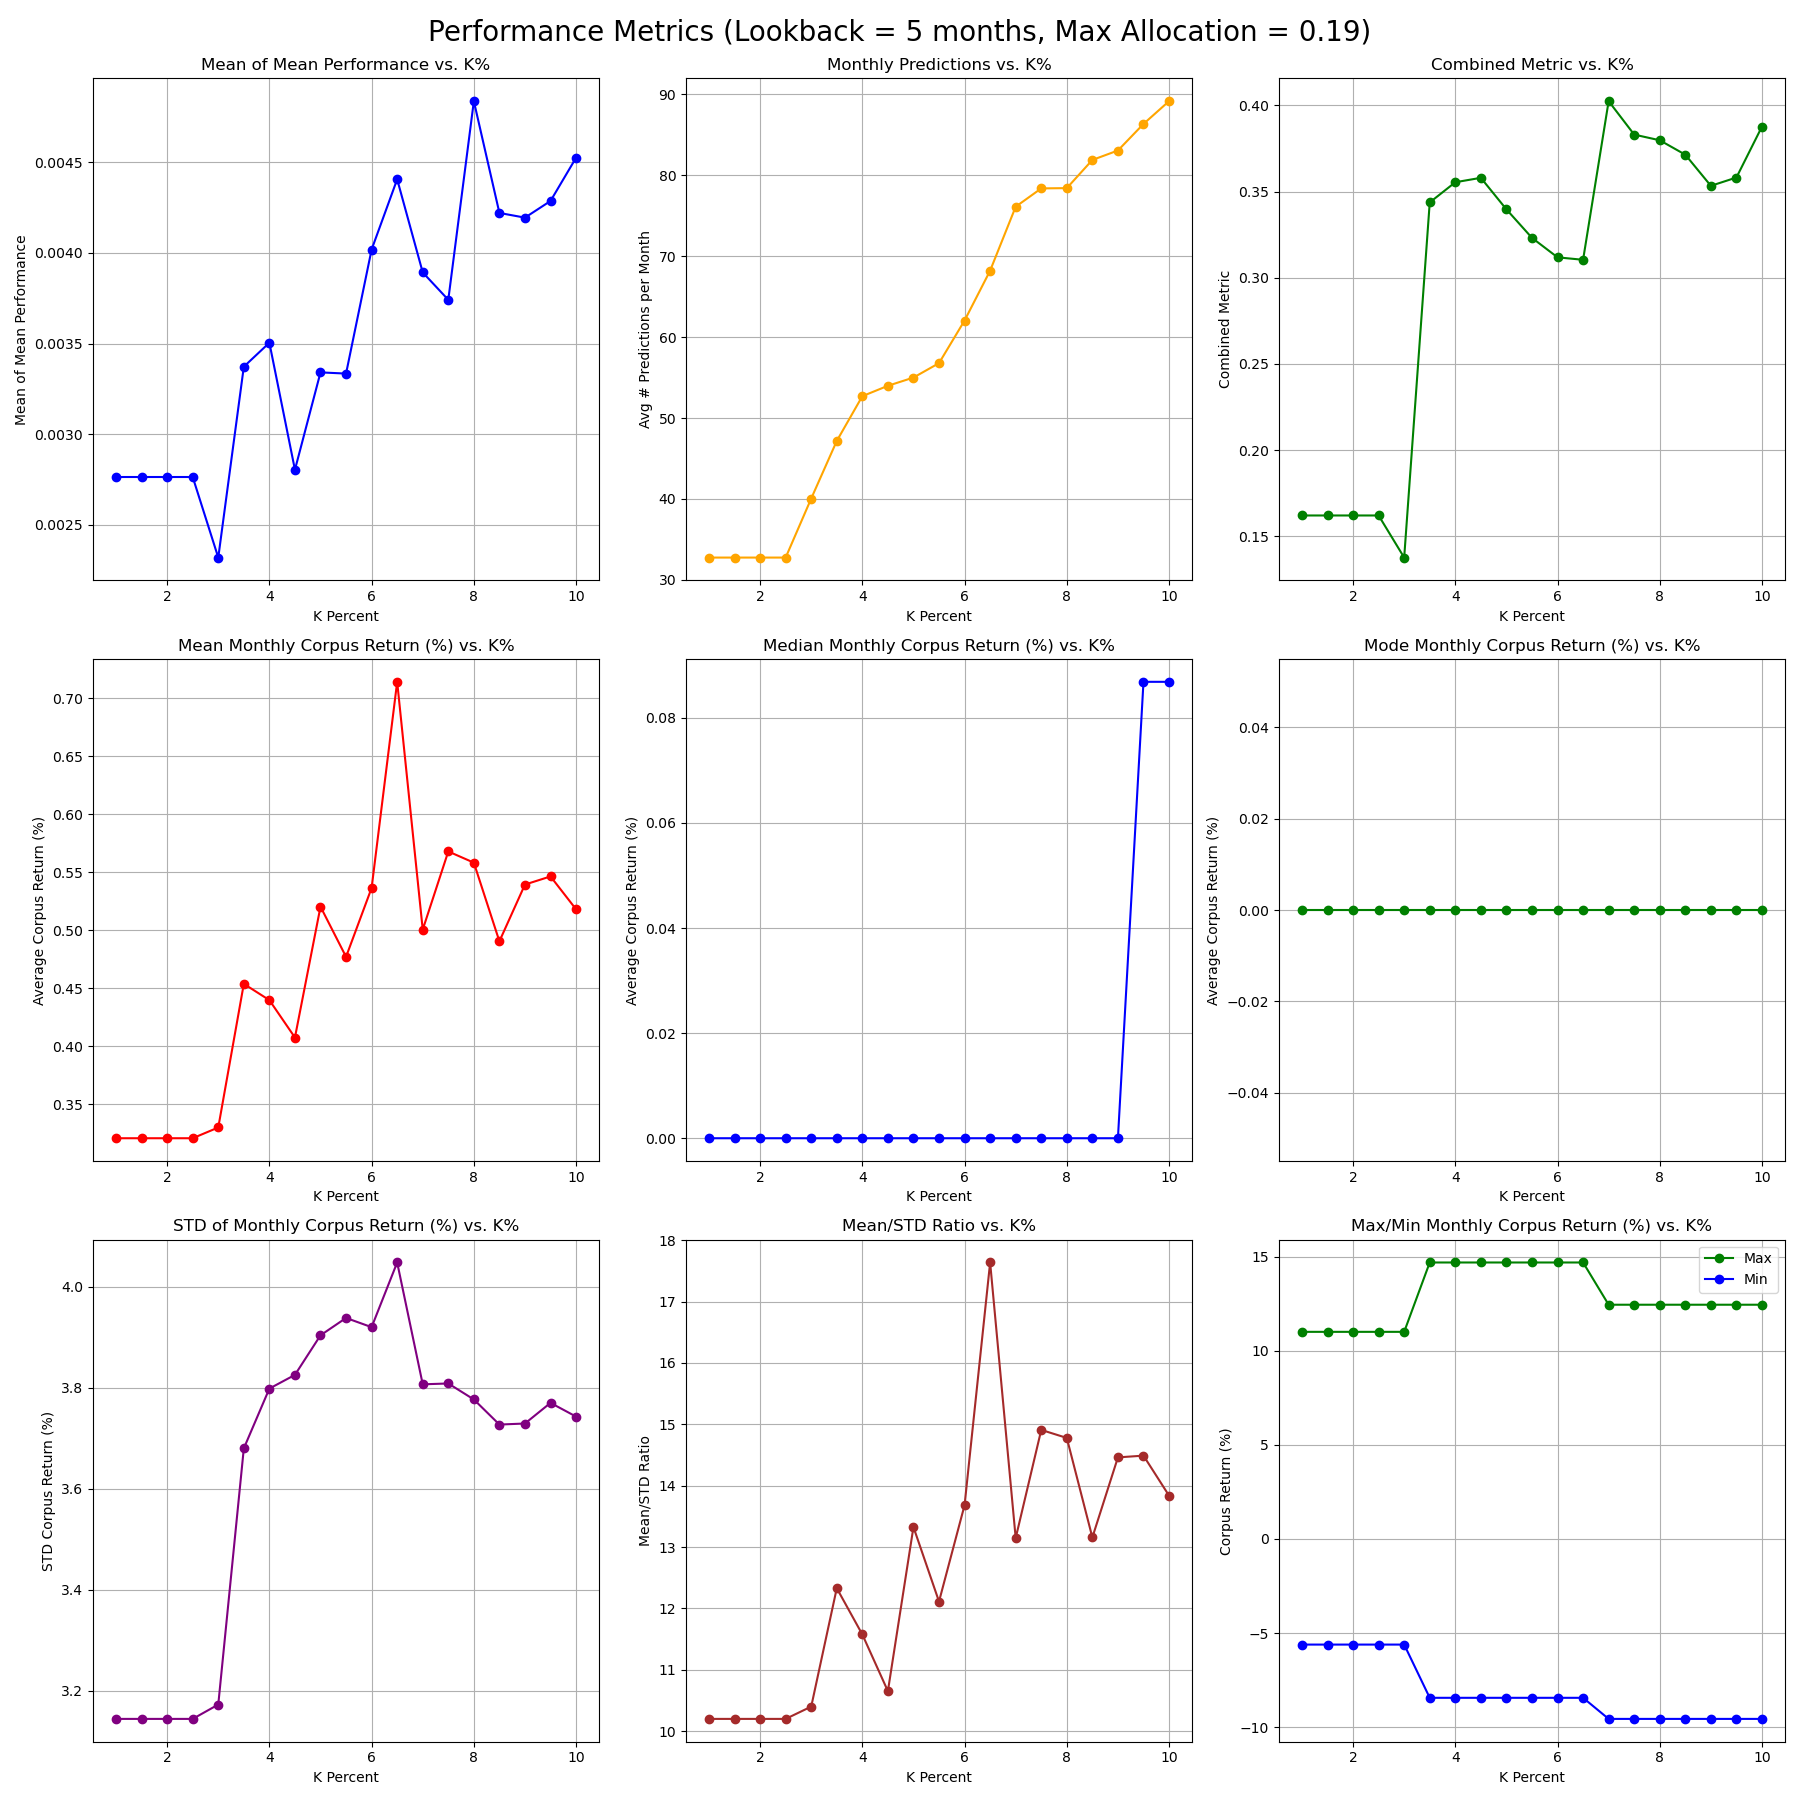 Performance Metrics (Lookback = 5 months, Max Allocation = 0.19)
Mean of Mean Performance vs. K%
Mean of Mean Performance
0.0045
0.0040
0.0035
0.0030
0.0025
2 4 6 8 10
K Percent
Monthly Predictions vs. K%
Avg # Predictions per Month
90
80
70
60
50
40
30
2 4 6 8 10
K Percent
Combined Metric vs. K%
Combined Metric
0.40
0.35
0.30
0.25
0.20
0.15
2 4 6 8 10
K Percent
Mean Monthly Corpus Return (%) vs. K%
Average Corpus Return (%)
0.70
0.65
0.60
0.55
0.50
0.45
0.40
0.35
2 4 6 8 10
K Percent
Median Monthly Corpus Return (%) vs. K%
Average Corpus Return (%)
0.08
0.06
0.04
0.02
0.00
2 4 6 8 10
K Percent
Mode Monthly Corpus Return (%) vs. K%
Average Corpus Return (%)
0.04
0.02
0.00
−0.02
−0.04
2 4 6 8 10
K Percent
STD of Monthly Corpus Return (%) vs. K%
STD Corpus Return (%)
4.0
3.8
3.6
3.4
3.2
2 4 6 8 10
K Percent
Mean/STD Ratio vs. K%
Mean/STD Ratio
18
17
16
15
14
13
12
11
10
2 4 6 8 10
K Percent
Max/Min Monthly Corpus Return (%) vs. K%
Corpus Return (%)
15
10
5
0
−5
−10
Max
Min
2 4 6 8 10
K Percent